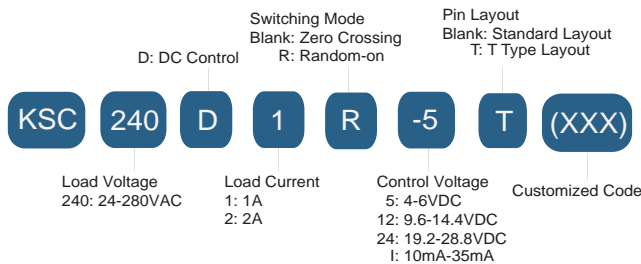 Switching Mode
Blank: Zero Crossing
R: Random-on
Pin Layout
Blank: Standard Layout
T: T Type Layout
D: DC Control
KSC 240 D 1 R -5 T (XXX)
Load Voltage
240: 24-280VAC
Load Current
1: 1A
2: 2A
Control Voltage
5: 4-6VDC
12: 9.6-14.4VDC
24: 19.2-28.8VDC
I: 10mA-35mA
Customized Code